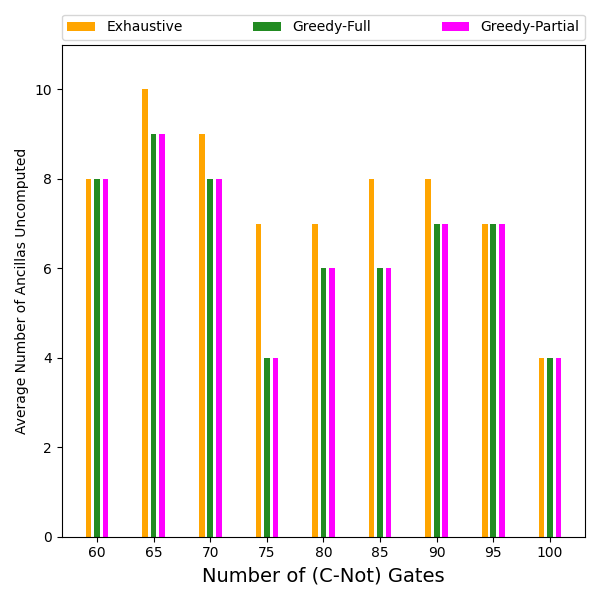 Exhaustive Greedy-Full Greedy-Partial
Average Number of Ancillas Uncomputed
10
8
6
4
2
0
60 65 70 75 80 85 90 95 100
Number of (C-Not) Gates